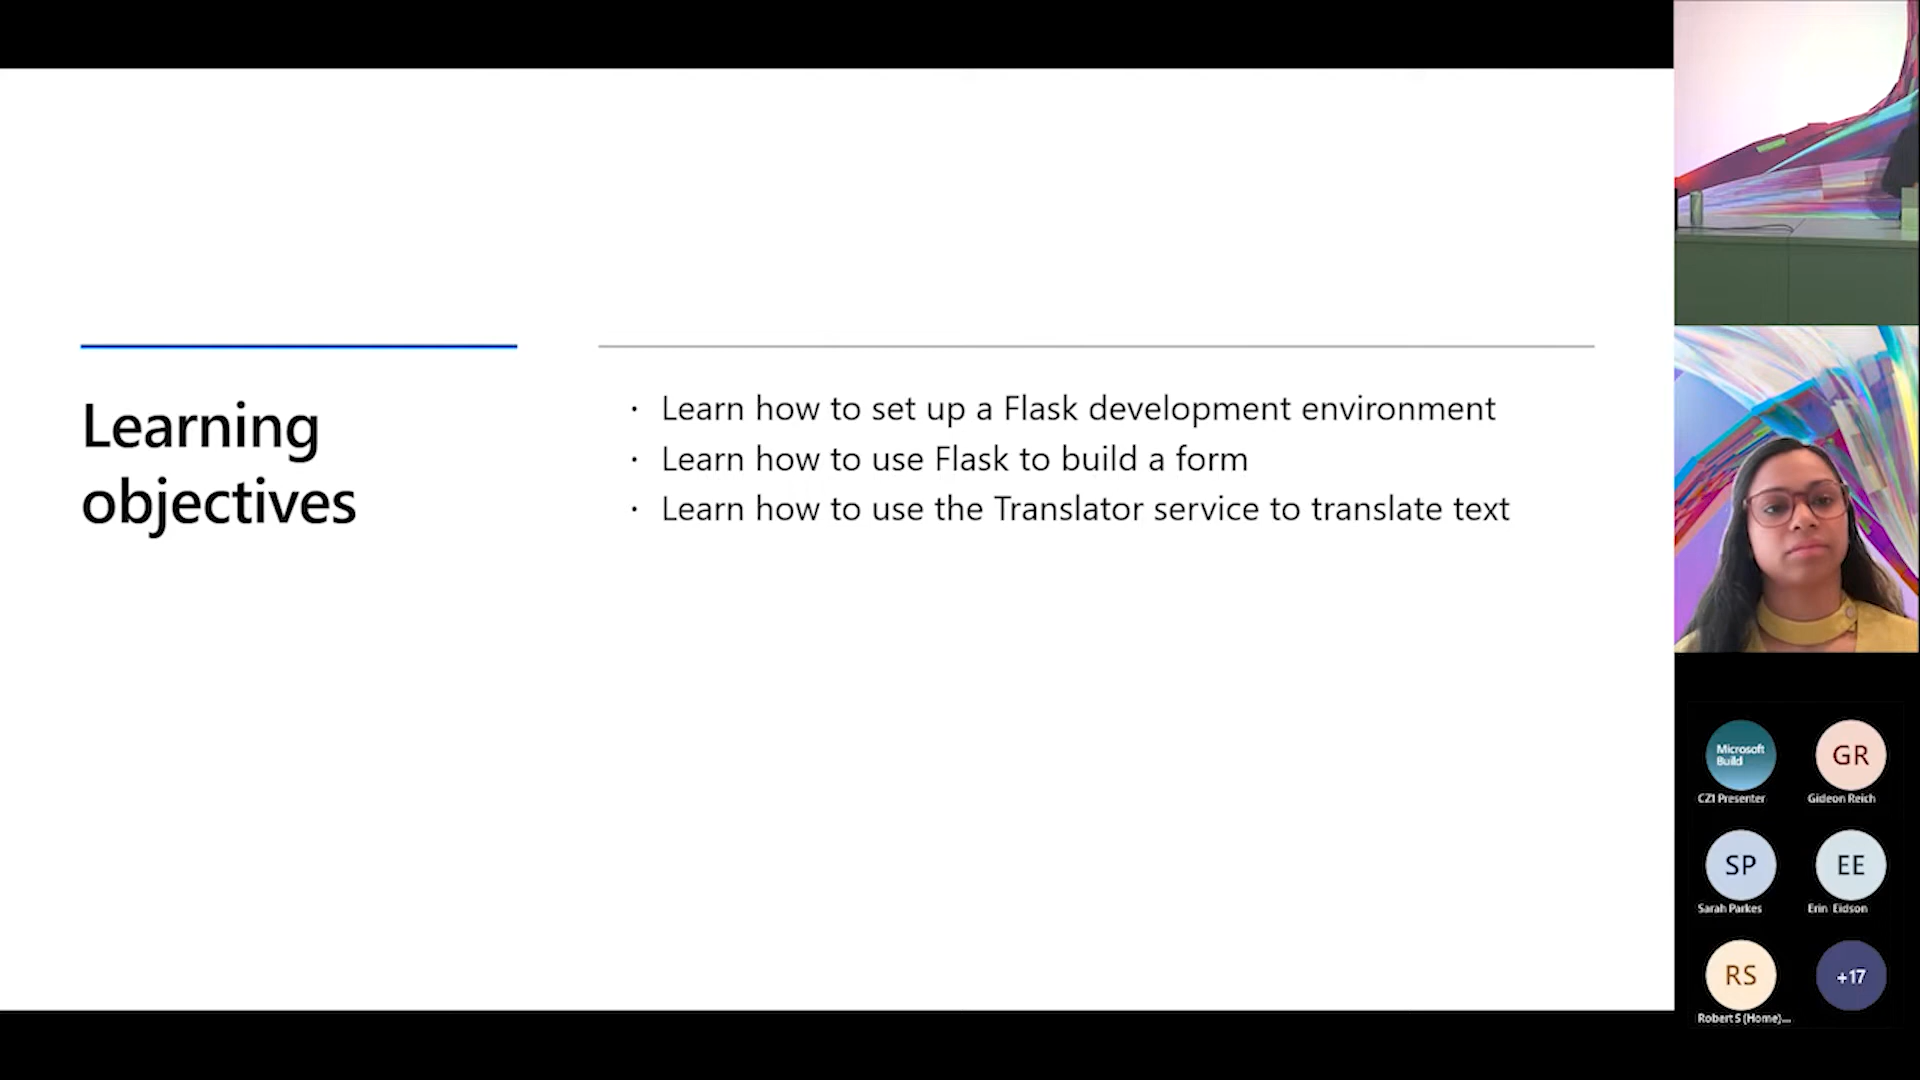 Learning
objectives
· Learn how to set up a Flask development environment
· Learn how to use Flask to build a form
· Learn how to use the Translator service to translate text
Microsoft
Build
CZ1 Presenter
GR
Gideon Reich
SP
Sarah Parkes
EE
Erin Eidson
RS
Robert S (Home)...
+17